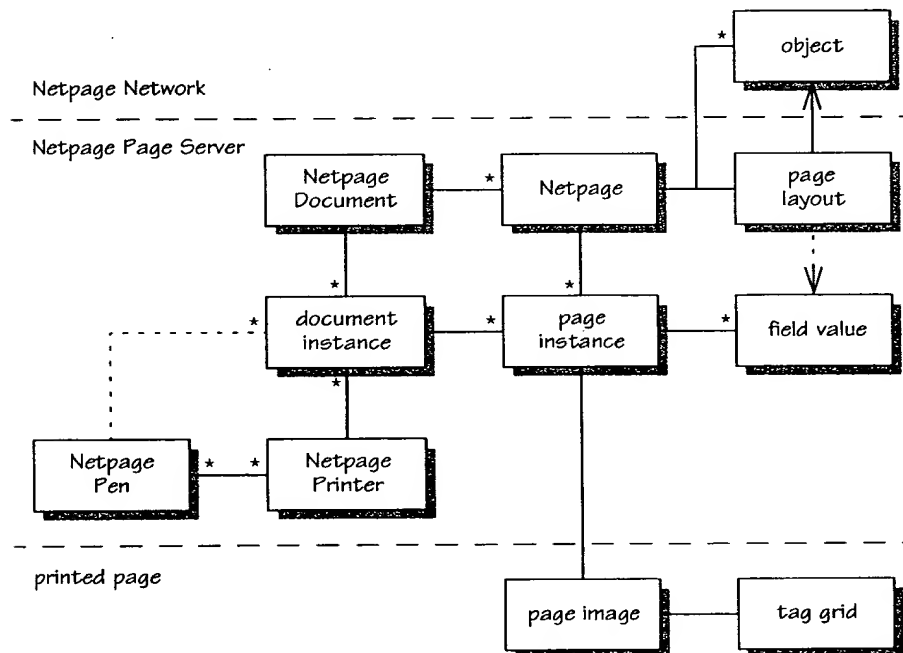 *
object
Netpage Network
Netpage Page Server
Netpage
Document
*
Netpage
page
layout
*
*
*
document
instance
*
page
instance
*
field value
*
Netpage
Pen
*
*
Netpage
Printer
printed page
page image
tag grid